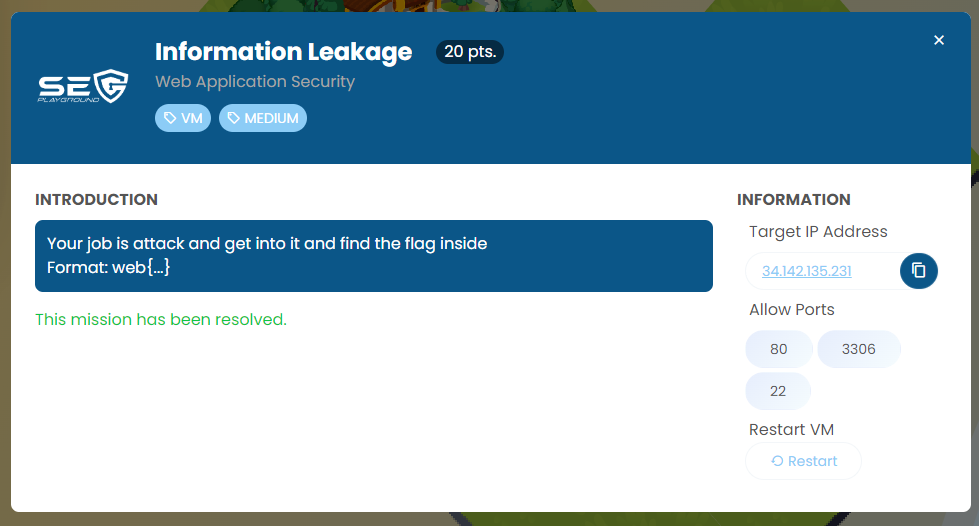 Information Leakage
20 pts.
Web Application Security
VM
MEDIUM
SEC
PLAYGROUND
INTRODUCTION
Your job is attack and get into it and find the flag inside
Format: web{...}
This mission has been resolved.
INFORMATION
Target IP Address
34.142.135.231
Allow Ports
80
3306
22
Restart VM
Restart